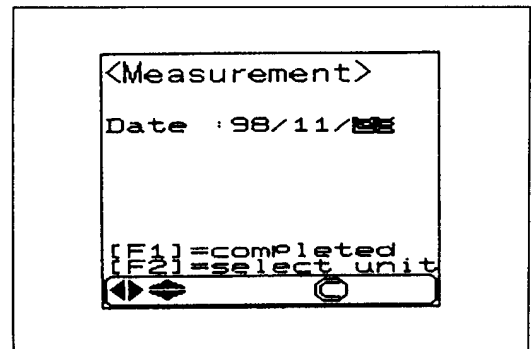 <Measurement>
Date :98/11/
[F1]=completed
[F2]=select unit